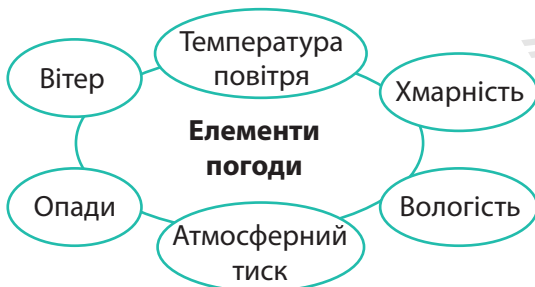 Температура
повітря
Вітер
Хмарність
Елементи
погоди
Опади
Вологість
Атмосферний
тиск